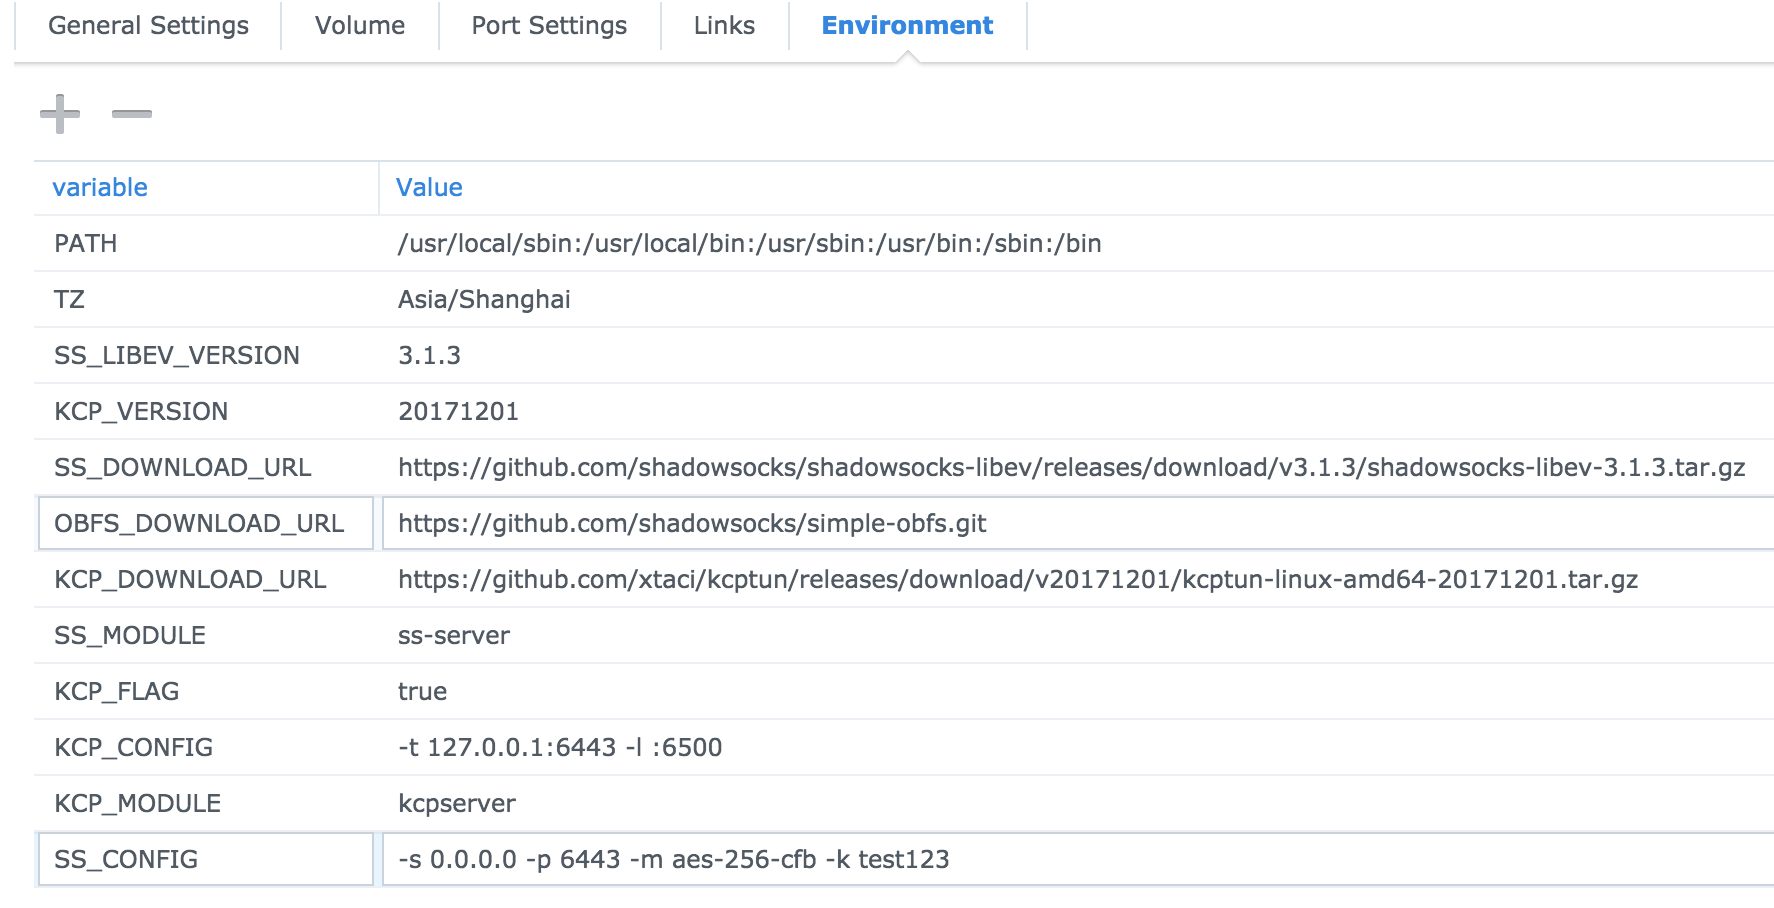 General Settings Volume Port Settings Links Environment
variable Value
PATH /usr/local/sbin:/usr/local/bin:/usr/sbin:/usr/bin:/sbin:/bin
TZ Asia/Shanghai
SS_LIBEV_VERSION 3.1.3
KCP_VERSION 20171201
SS_DOWNLOAD_URL https://github.com/shadowsocks/shadowsocks-libev/releases/download/v3.1.3/shadowsocks-libev-3.1.3.tar.gz
OBFS_DOWNLOAD_URL https://github.com/shadowsocks/simple-obfs.git
KCP_DOWNLOAD_URL https://github.com/xtaci/kcptun/releases/download/v20171201/kcptun-linux-amd64-20171201.tar.gz
SS_MODULE ss-server
KCP_FLAG true
KCP_CONFIG -t 127.0.0.1:6443 -l :6500
KCP_MODULE kcpserver
SS_CONFIG -s 0.0.0.0 -p 6443 -m aes-256-cfb -k test123